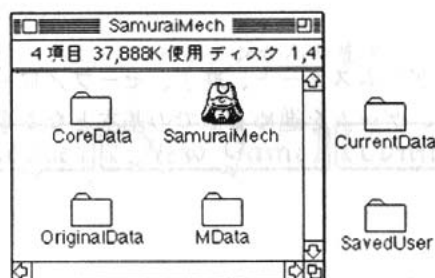 SamuraiMech
4項目 37,888K 使用 ディスク 1,47
CoreData
SamuraiMech
CurrentData
OriginalData
MData
SavedUser